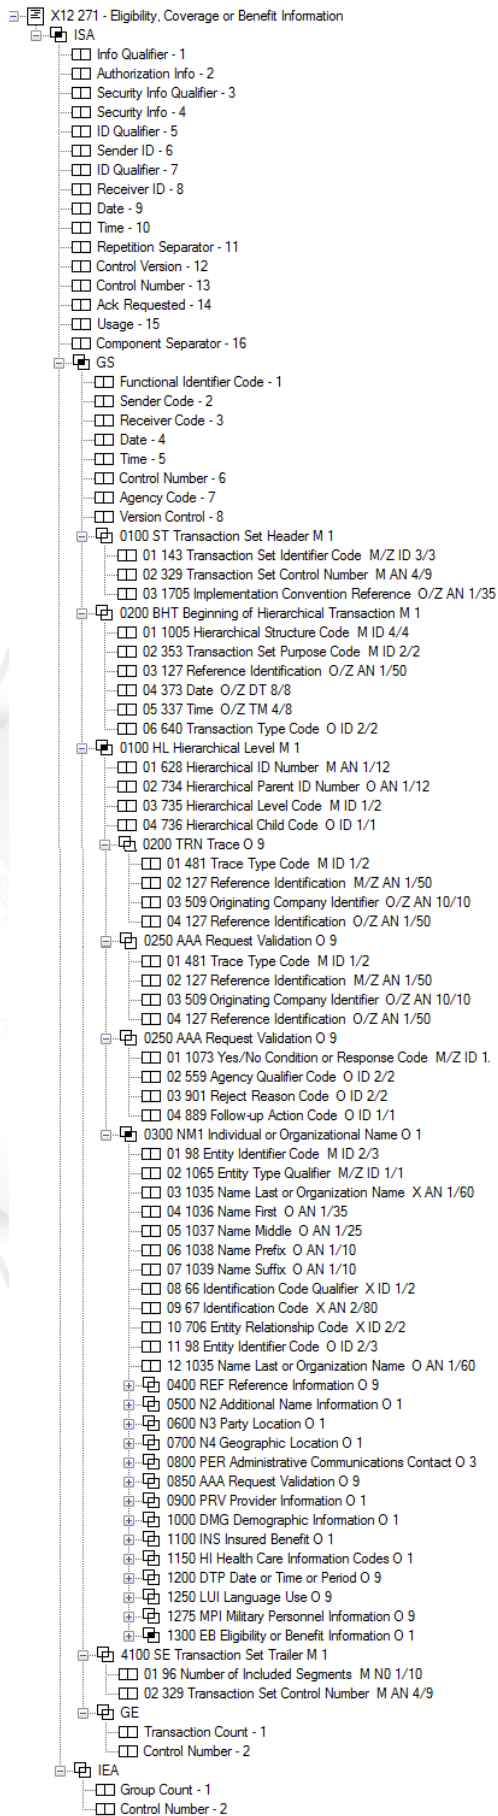 X12 271 - Eligibility, Coverage or Benefit Information
ISA
Info Qualifier - 1
Authorization Info - 2
Security Info Qualifier - 3
Security Info - 4
ID Qualifier - 5
Sender ID - 6
ID Qualifier - 7
Receiver ID - 8
Date - 9
Time - 10
Repetition Separator - 11
Control Version - 12
Control Number - 13
Ack Requested - 14
Usage - 15
Component Separator - 16
GS
Functional Identifier Code - 1
Sender Code - 2
Receiver Code - 3
Date - 4
Time - 5
Control Number - 6
Agency Code - 7
Version Control - 8
0100 ST Transaction Set Header M 1
01 143 Transaction Set Identifier Code M/Z ID 3/3
02 329 Transaction Set Control Number M AN 4/9
03 1705 Implementation Convention Reference O/Z AN 1/35
0200 BHT Beginning of Hierarchical Transaction M 1
01 1005 Hierarchical Structure Code M ID 4/4
02 353 Transaction Set Purpose Code M ID 2/2
03 127 Reference Identification O/Z AN 1/50
04 373 Date O/Z DT 8/8
05 337 Time O/Z TM 4/8
06 640 Transaction Type Code O ID 2/2
0100 HL Hierarchical Level M 1
01 628 Hierarchical ID Number M AN 1/12
02 734 Hierarchical Parent ID Number O AN 1/12
03 735 Hierarchical Level Code M ID 1/2
04 736 Hierarchical Child Code O ID 1/1
0200 TRN Trace O 9
01 481 Trace Type Code M ID 1/2
02 127 Reference Identification M/Z AN 1/50
03 509 Originating Company Identifier O/Z AN 10/10
04 127 Reference Identification O/Z AN 1/50
0250 AAA Request Validation O 9
01 481 Trace Type Code M ID 1/2
02 127 Reference Identification M/Z AN 1/50
03 509 Originating Company Identifier O/Z AN 10/10
04 127 Reference Identification O/Z AN 1/50
0250 AAA Request Validation O 9
01 1073 Yes/No Condition or Response Code M/Z ID 1.
02 559 Agency Qualifier Code O ID 2/2
03 901 Reject Reason Code O ID 2/2
04 889 Follow-up Action Code O ID 1/1
0300 NM1 Individual or Organizational Name O 1
01 98 Entity Identifier Code M ID 2/3
02 1065 Entity Type Qualifier M/Z ID 1/1
03 1035 Name Last or Organization Name X AN 1/60
04 1036 Name First O AN 1/35
05 1037 Name Middle O AN 1/25
06 1038 Name Prefix O AN 1/10
07 1039 Name Suffix O AN 1/10
08 66 Identification Code Qualifier X ID 1/2
09 67 Identification Code X AN 2/80
10 706 Entity Relationship Code X ID 2/2
11 98 Entity Identifier Code O ID 2/3
12 1035 Name Last or Organization Name O AN 1/60
0400 REF Reference Information O 9
0500 N2 Additional Name Information O 1
0600 N3 Party Location O 1
0700 N4 Geographic Location O 1
0800 PER Administrative Communications Contact O 3
0850 AAA Request Validation O 9
0900 PRV Provider Information O 1
1000 DMG Demographic Information O 1
1100 INS Insured Benefit O 1
1150 HI Health Care Information Codes O 1
1200 DTP Date or Time or Period O 9
1250 LUI Language Use O 9
1275 MPI Military Personnel Information O 9
1300 EB Eligibility or Benefit Information O 1
4100 SE Transaction Set Trailer M 1
01 96 Number of Included Segments M N0 1/10
02 329 Transaction Set Control Number M AN 4/9
GE
Transaction Count - 1
Control Number - 2
IEA
Group Count - 1
Control Number - 2